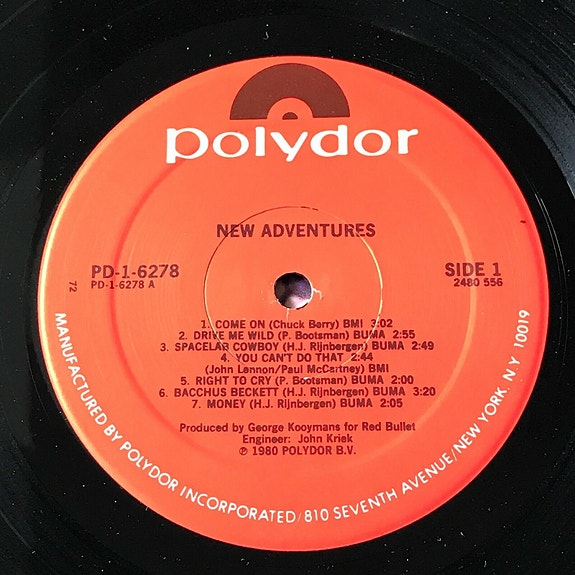 polydor
NEW ADVENTURES
PD-1-6278
72
PD-1-6278 A
SIDE 1
2480 556
1. COME ON (Chuck Berry) BMI 3:02
2. DRIVE ME WILD (P. Bootsman) BUMA 2:55
3. SPACELAB COWBOY (H.J. Rijnbergen) BUMA 2:49
4. YOU CAN'T DO THAT 2:44
(John Lennon/Paul McCartney) BMI
5. RIGHT TO CRY (P. Bootsman) BUMA 2:00
6. BACCHUS BECKETT (H.J. Rijnbergen) BUMA 3:20
7. MONEY (H.J. Rijnbergen) BUMA 2:05
Produced by George Kooymans for Red Bullet
Engineer: John Kriek
℗ 1980 POLYDOR B.V.
MANUFACTURED BY POLYDOR INCORPORATED/810 SEVENTH AVENUE/NEW YORK, N Y 10019